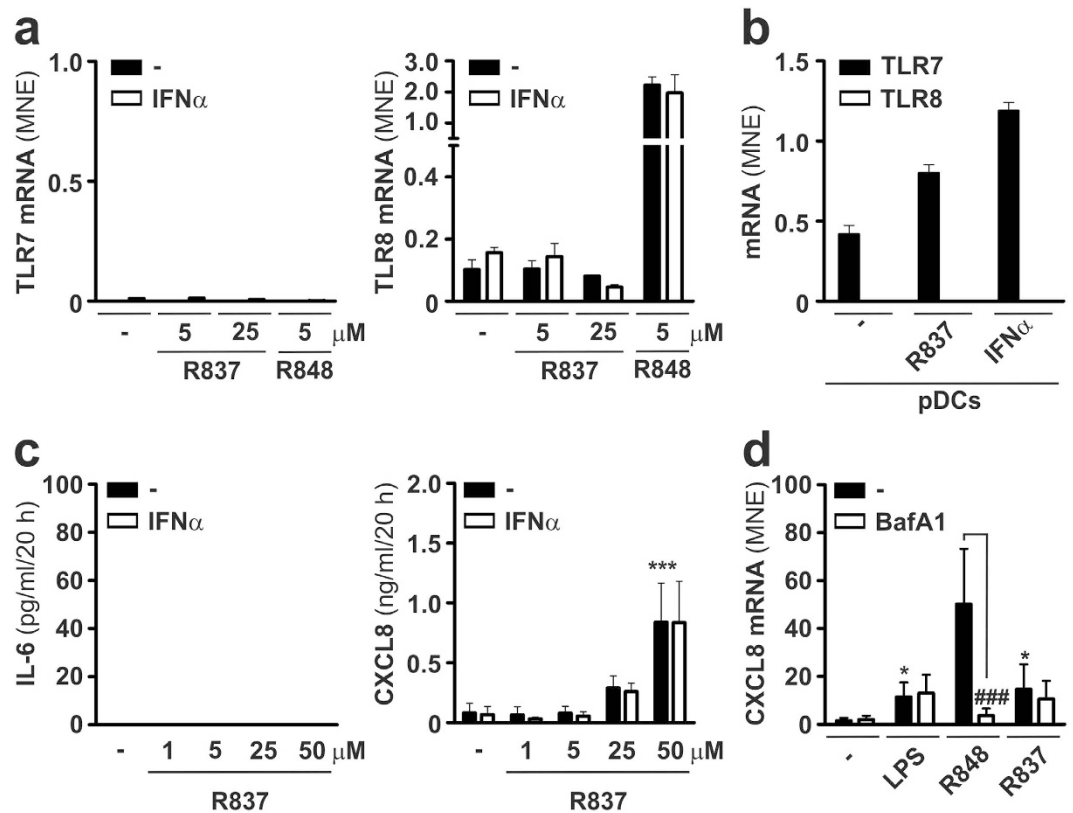 a
TLR7 mRNA (MNE)
1.0
0.5
0
-
IFNα
- 5 25 5 μM
R837 R848
TLR8 mRNA (MNE)
3.0
2.0
1.0
0.4
0.2
0
-
IFNα
- 5 25 5 μM
R837 R848
b
mRNA (MNE)
1.5
1.0
0.5
0
TLR7
TLR8
- R837 IFNα
pDCs
c
IL-6 (pg/ml/20 h)
100
80
60
40
20
0
-
IFNα
- 1 5 25 50 μM
R837
CXCL8 (ng/ml/20 h)
2.0
1.5
1.0
0.5
0
-
IFNα
***
- 1 5 25 50 μM
R837
d
CXCL8 mRNA (MNE)
100
80
60
40
20
0
-
BafA1
* ### *
- LPS R848 R837